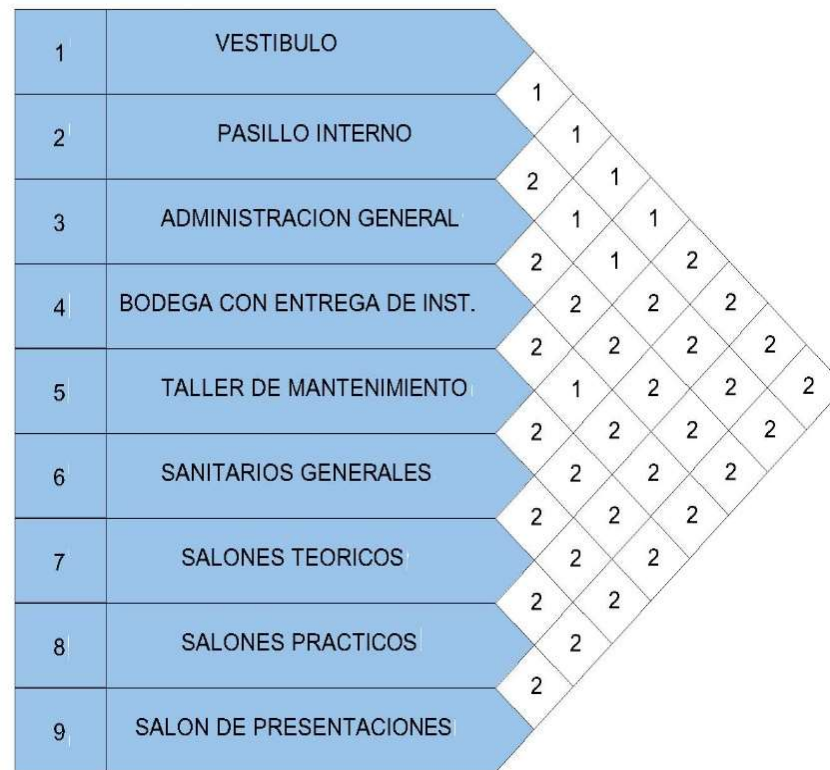 1 VESTIBULO
1
2 PASILLO INTERNO 1
2 1
3 ADMINISTRACION GENERAL 1 1
2 1 2
4 BODEGA CON ENTREGA DE INST. 2 2 2
2 2 2 2
5 TALLER DE MANTENIMIENTO 1 2 2 2
2 2 2 2
6 SANITARIOS GENERALES 2 2 2
2 2 2
7 SALONES TEORICOS 2 2
2 2
8 SALONES PRACTICOS 2
2
9 SALON DE PRESENTACIONES